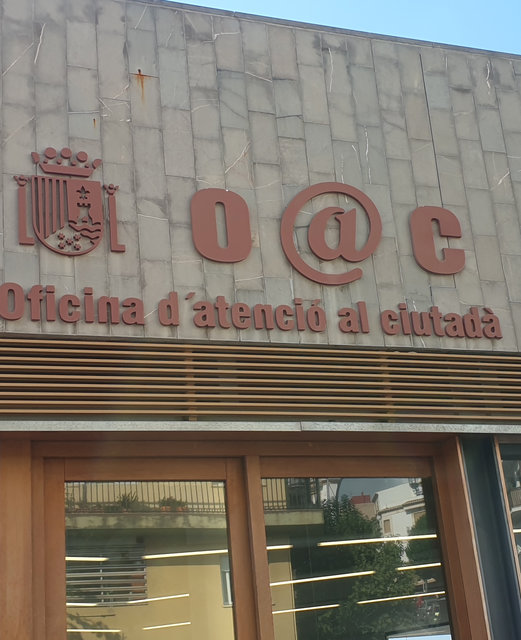 O@C
Oficina d´atenció al ciutadà